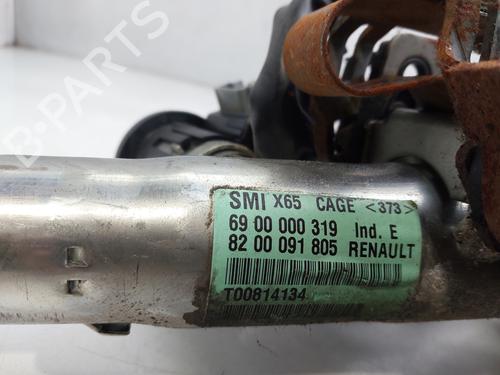 B-PARTS
SMI X65 CAGE <373>
69 00 000 319 Ind. E
82 00 091 805 RENAULT
T00814134